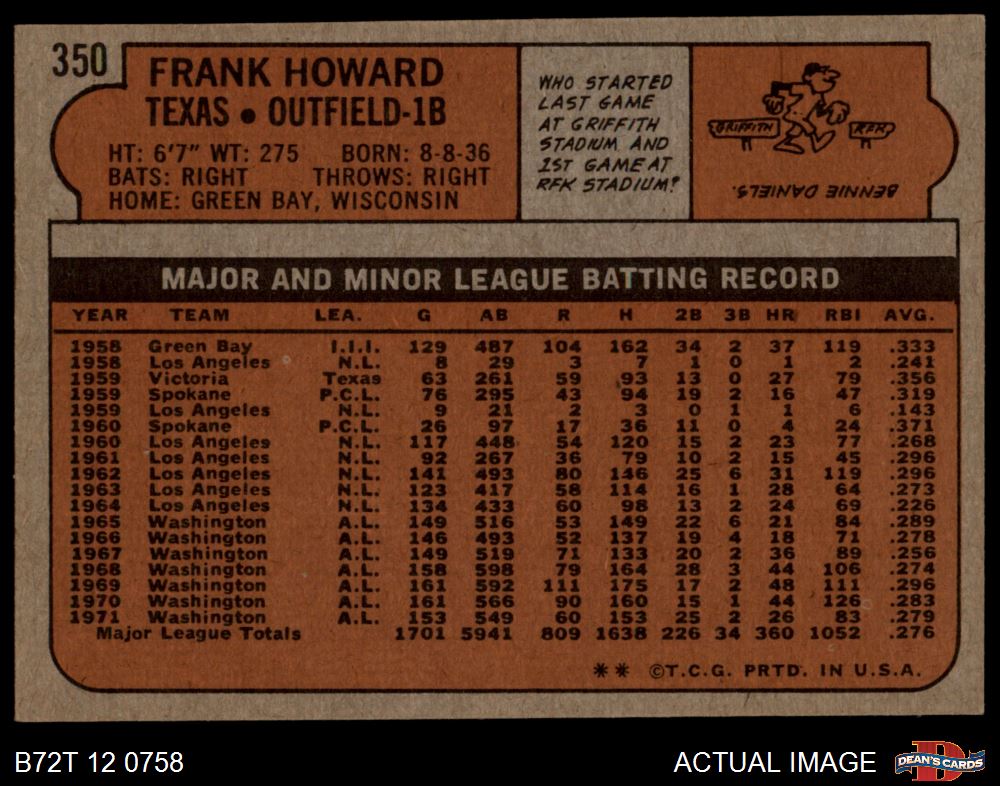 350
FRANK HOWARD
TEXAS • OUTFIELD-1B
HT: 6'7" WT: 275 BORN: 8-8-36
BATS: RIGHT THROWS: RIGHT
HOME: GREEN BAY, WISCONSIN
WHO STARTED
LAST GAME
AT GRIFFITH
STADIUM AND
1ST GAME AT
RFK STADIUM?
GRIFFITH RFK
BENNIE DANIELS.
MAJOR AND MINOR LEAGUE BATTING RECORD
YEAR TEAM LEA. G AB R H 2B 3B HR RBI AVG.
1958 Green Bay I.I.I. 129 487 104 162 34 2 37 119 .333
1958 Los Angeles N.L. 8 29 3 7 1 0 1 2 .241
1959 Victoria Texas 63 261 59 93 13 0 27 79 .356
1959 Spokane P.C.L. 76 295 43 94 19 2 16 47 .319
1959 Los Angeles N.L. 9 21 2 3 0 1 1 6 .143
1960 Spokane P.C.L. 26 97 17 36 11 0 4 24 .371
1960 Los Angeles N.L. 117 448 54 120 15 2 23 77 .268
1961 Los Angeles N.L. 92 267 36 79 10 2 15 45 .296
1962 Los Angeles N.L. 141 493 80 146 25 6 31 119 .296
1963 Los Angeles N.L. 123 417 58 114 16 1 28 64 .273
1964 Los Angeles N.L. 134 433 60 98 13 2 24 69 .226
1965 Washington A.L. 149 516 53 149 22 6 21 84 .289
1966 Washington A.L. 146 493 52 137 19 4 18 71 .278
1967 Washington A.L. 149 519 71 133 20 2 36 89 .256
1968 Washington A.L. 158 598 79 164 28 3 44 106 .274
1969 Washington A.L. 161 592 111 175 17 2 48 111 .296
1970 Washington A.L. 161 566 90 160 15 1 44 126 .283
1971 Washington A.L. 153 549 60 153 25 2 26 83 .279
Major League Totals 1701 5941 809 1638 226 34 360 1052 .276
** ©T.C.G. PRTD. IN U.S.A.
B72T 12 0758 ACTUAL IMAGE
DEAN'S CARDS